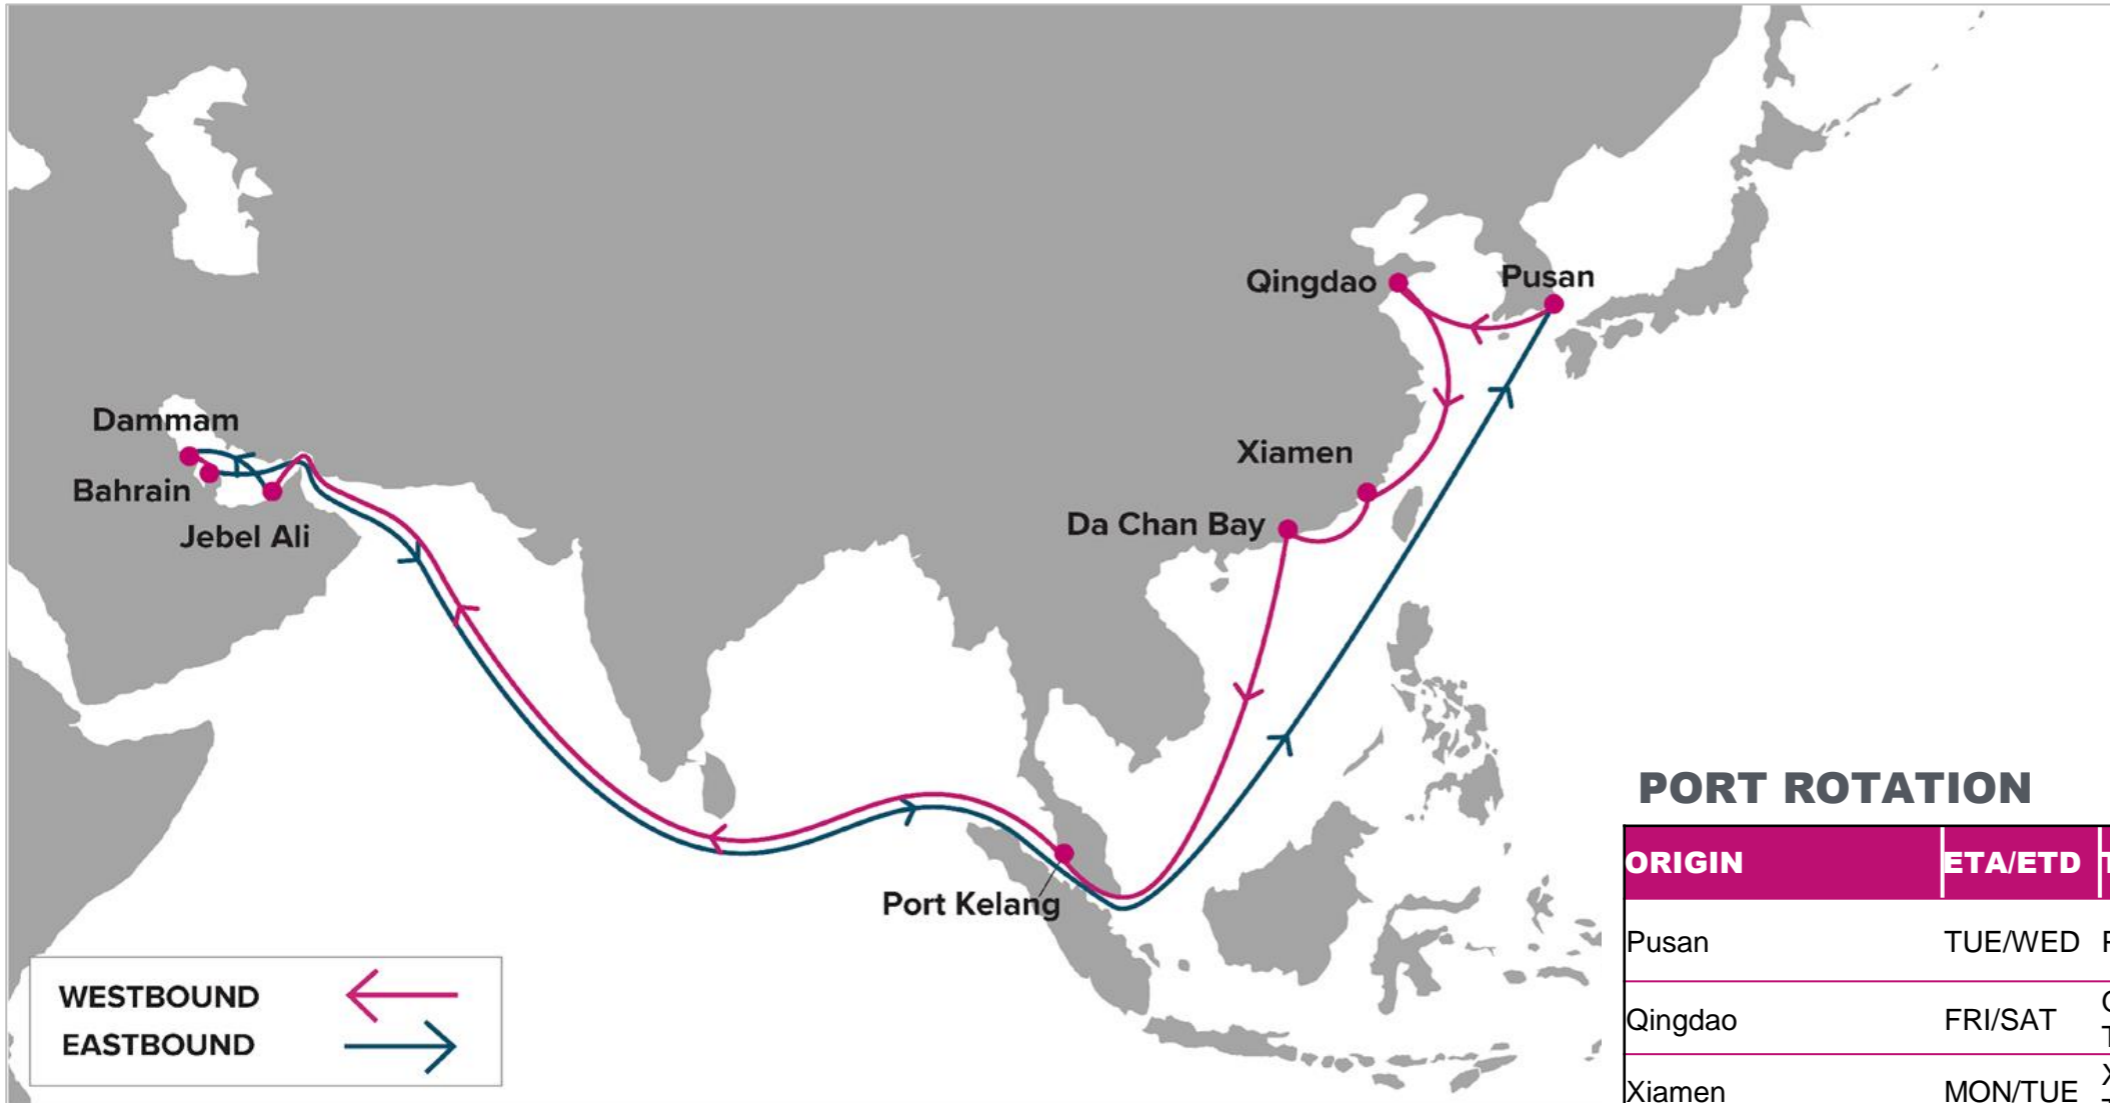 Qingdao
Pusan
Dammam
Xiamen
Bahrain
Da Chan Bay
Jebel Ali
Port Kelang
WESTBOUND
EASTBOUND
PORT ROTATION
ORIGIN ETA/ETD
Pusan TUE/WED
Qingdao FRI/SAT
Xiamen MON/TUE